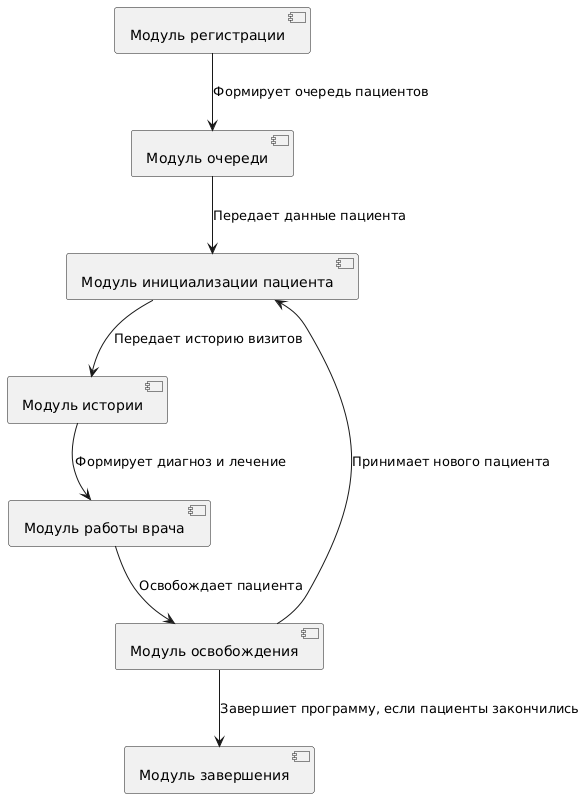 Модуль регистрации
Формирует очередь пациентов
Модуль очереди
Передает данные пациента
Модуль инициализации пациента
Передает историю визитов
Модуль истории
Формирует диагноз и лечение
Принимает нового пациента
Модуль работы врача
Освобождает пациента
Модуль освобождения
Завершиет программу, если пациенты закончились
Модуль завершения